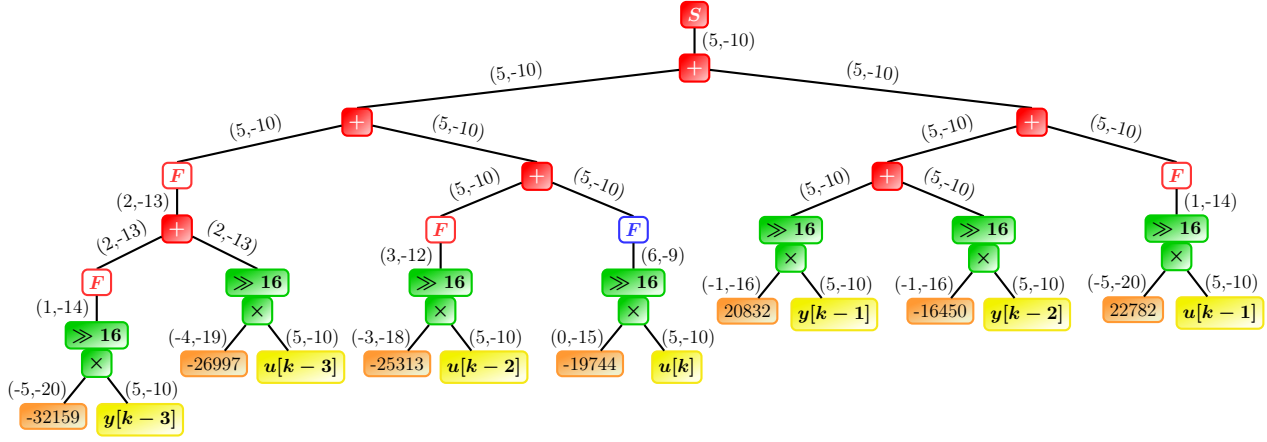 S
(5,-10)
+
(5,-10) (5,-10)
+ +
(5,-10) (5,-10) (5,-10) (5,-10)
F + + F
(2,-13) (5,-10) (5,-10) (5,-10) (5,-10) (1,-14)
+ F F ≫ 16 ≫ 16 ≫ 16
(2,-13) (2,-13) (3,-12) (6,-9) × × ×
F ≫ 16 ≫ 16 ≫ 16 (-1,-16) (5,-10) (-1,-16) (5,-10) (-5,-20) (5,-10)
(1,-14) × × × 20832 y[k − 1] -16450 y[k − 2] 22782 u[k − 1]
≫ 16 (-4,-19) (5,-10) (-3,-18) (5,-10) (0,-15) (5,-10)
× -26997 u[k − 3] -25313 u[k − 2] -19744 u[k]
(-5,-20) (5,-10)
-32159 y[k − 3]